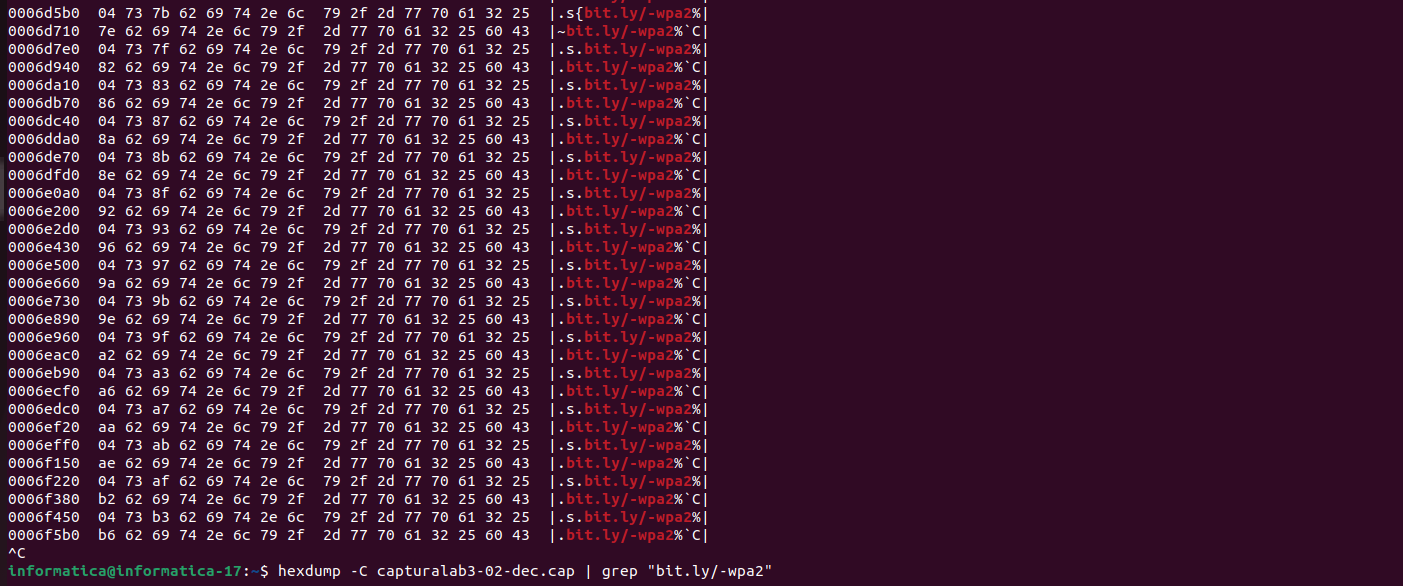 0006d5b0  04 73 7b 62 69 74 2e 6c  79 2f 2d 77 70 61 32 25  |.s{bit.ly/-wpa2%|
0006d710  7e 62 69 74 2e 6c 79 2f  2d 77 70 61 32 25 60 43  |~bit.ly/-wpa2%`C|
0006d7e0  04 73 7f 62 69 74 2e 6c  79 2f 2d 77 70 61 32 25  |.s.bit.ly/-wpa2%|
0006d940  82 62 69 74 2e 6c 79 2f  2d 77 70 61 32 25 60 43  |.bit.ly/-wpa2%`C|
0006da10  04 73 83 62 69 74 2e 6c  79 2f 2d 77 70 61 32 25  |.s.bit.ly/-wpa2%|
0006db70  86 62 69 74 2e 6c 79 2f  2d 77 70 61 32 25 60 43  |.bit.ly/-wpa2%`C|
0006dc40  04 73 87 62 69 74 2e 6c  79 2f 2d 77 70 61 32 25  |.s.bit.ly/-wpa2%|
0006dda0  8a 62 69 74 2e 6c 79 2f  2d 77 70 61 32 25 60 43  |.bit.ly/-wpa2%`C|
0006de70  04 73 8b 62 69 74 2e 6c  79 2f 2d 77 70 61 32 25  |.s.bit.ly/-wpa2%|
0006dfd0  8e 62 69 74 2e 6c 79 2f  2d 77 70 61 32 25 60 43  |.bit.ly/-wpa2%`C|
0006e0a0  04 73 8f 62 69 74 2e 6c  79 2f 2d 77 70 61 32 25  |.s.bit.ly/-wpa2%|
0006e200  92 62 69 74 2e 6c 79 2f  2d 77 70 61 32 25 60 43  |.bit.ly/-wpa2%`C|
0006e2d0  04 73 93 62 69 74 2e 6c  79 2f 2d 77 70 61 32 25  |.s.bit.ly/-wpa2%|
0006e430  96 62 69 74 2e 6c 79 2f  2d 77 70 61 32 25 60 43  |.bit.ly/-wpa2%`C|
0006e500  04 73 97 62 69 74 2e 6c  79 2f 2d 77 70 61 32 25  |.s.bit.ly/-wpa2%|
0006e660  9a 62 69 74 2e 6c 79 2f  2d 77 70 61 32 25 60 43  |.bit.ly/-wpa2%`C|
0006e730  04 73 9b 62 69 74 2e 6c  79 2f 2d 77 70 61 32 25  |.s.bit.ly/-wpa2%|
0006e890  9e 62 69 74 2e 6c 79 2f  2d 77 70 61 32 25 60 43  |.bit.ly/-wpa2%`C|
0006e960  04 73 9f 62 69 74 2e 6c  79 2f 2d 77 70 61 32 25  |.s.bit.ly/-wpa2%|
0006eac0  a2 62 69 74 2e 6c 79 2f  2d 77 70 61 32 25 60 43  |.bit.ly/-wpa2%`C|
0006eb90  04 73 a3 62 69 74 2e 6c  79 2f 2d 77 70 61 32 25  |.s.bit.ly/-wpa2%|
0006ecf0  a6 62 69 74 2e 6c 79 2f  2d 77 70 61 32 25 60 43  |.bit.ly/-wpa2%`C|
0006edc0  04 73 a7 62 69 74 2e 6c  79 2f 2d 77 70 61 32 25  |.s.bit.ly/-wpa2%|
0006ef20  aa 62 69 74 2e 6c 79 2f  2d 77 70 61 32 25 60 43  |.bit.ly/-wpa2%`C|
0006eff0  04 73 ab 62 69 74 2e 6c  79 2f 2d 77 70 61 32 25  |.s.bit.ly/-wpa2%|
0006f150  ae 62 69 74 2e 6c 79 2f  2d 77 70 61 32 25 60 43  |.bit.ly/-wpa2%`C|
0006f220  04 73 af 62 69 74 2e 6c  79 2f 2d 77 70 61 32 25  |.s.bit.ly/-wpa2%|
0006f380  b2 62 69 74 2e 6c 79 2f  2d 77 70 61 32 25 60 43  |.bit.ly/-wpa2%`C|
0006f450  04 73 b3 62 69 74 2e 6c  79 2f 2d 77 70 61 32 25  |.s.bit.ly/-wpa2%|
0006f5b0  b6 62 69 74 2e 6c 79 2f  2d 77 70 61 32 25 60 43  |.bit.ly/-wpa2%`C|
^C
informatica@informatica-17:~$ hexdump -C capturalab3-02-dec.cap | grep "bit.ly/-wpa2"